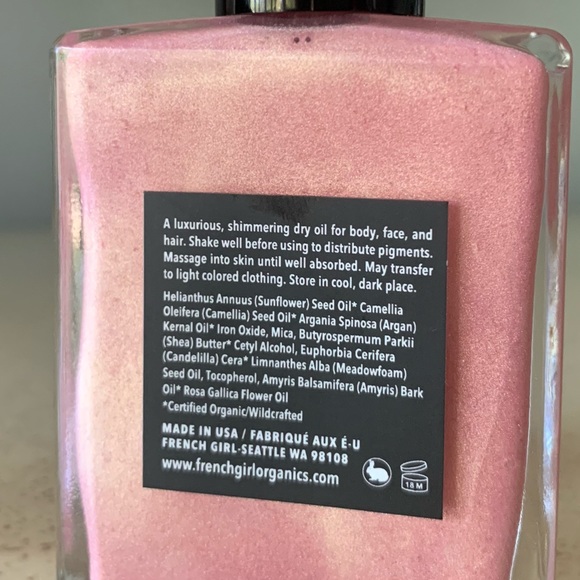 A luxurious, shimmering dry oil for body, face, and
hair. Shake well before using to distribute pigments.
Massage into skin until well absorbed. May transfer
to light colored clothing. Store in cool, dark place.
Helianthus Annuus (Sunflower) Seed Oil* Camellia
Oleifera (Camellia) Seed Oil* Argania Spinosa (Argan)
Kernal Oil* Iron Oxide, Mica, Butyrospermum Parkii
(Shea) Butter* Cetyl Alcohol, Euphorbia Cerifera
(Candelilla) Cera* Limnanthes Alba (Meadowfoam)
Seed Oil, Tocopherol, Amyris Balsamifera (Amyris) Bark
Oil* Rosa Gallica Flower Oil
*Certified Organic/Wildcrafted
MADE IN USA / FABRIQUÉ AUX É-U
FRENCH GIRL-SEATTLE WA 98108
www.frenchgirlorganics.com
18 M